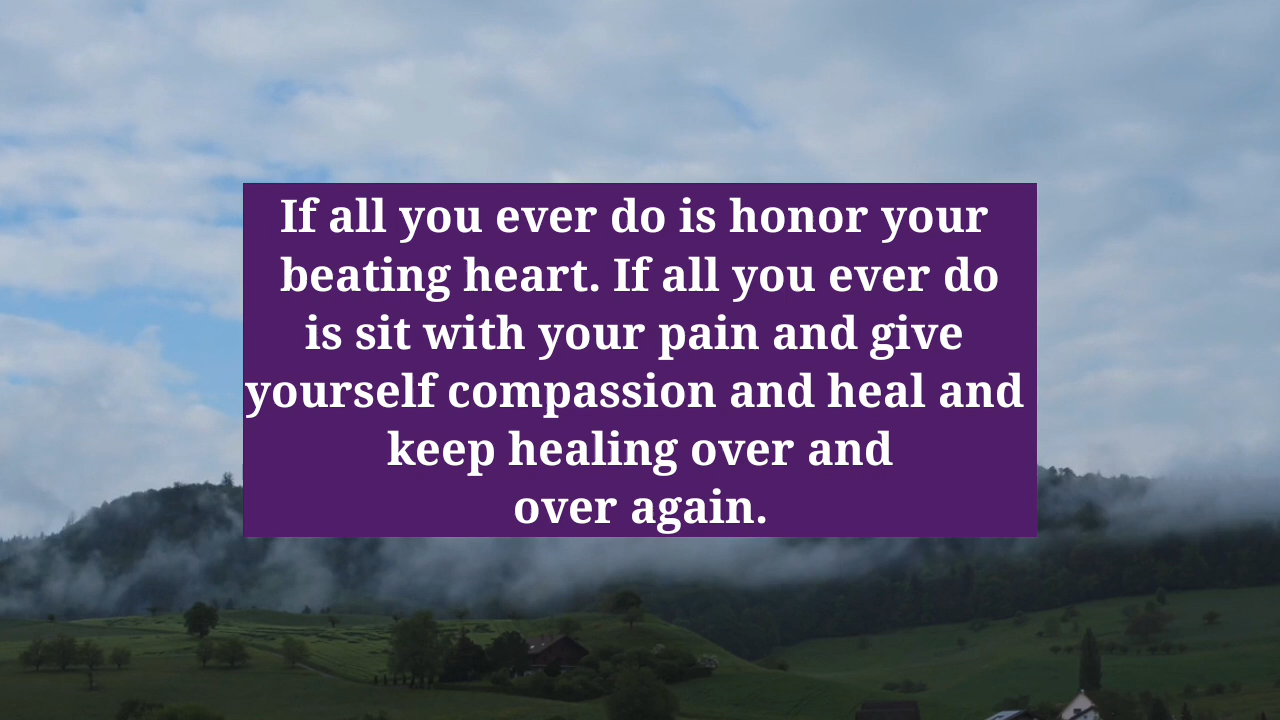 If all you ever do is honor your
beating heart. If all you ever do
is sit with your pain and give
yourself compassion and heal and
keep healing over and
over again.